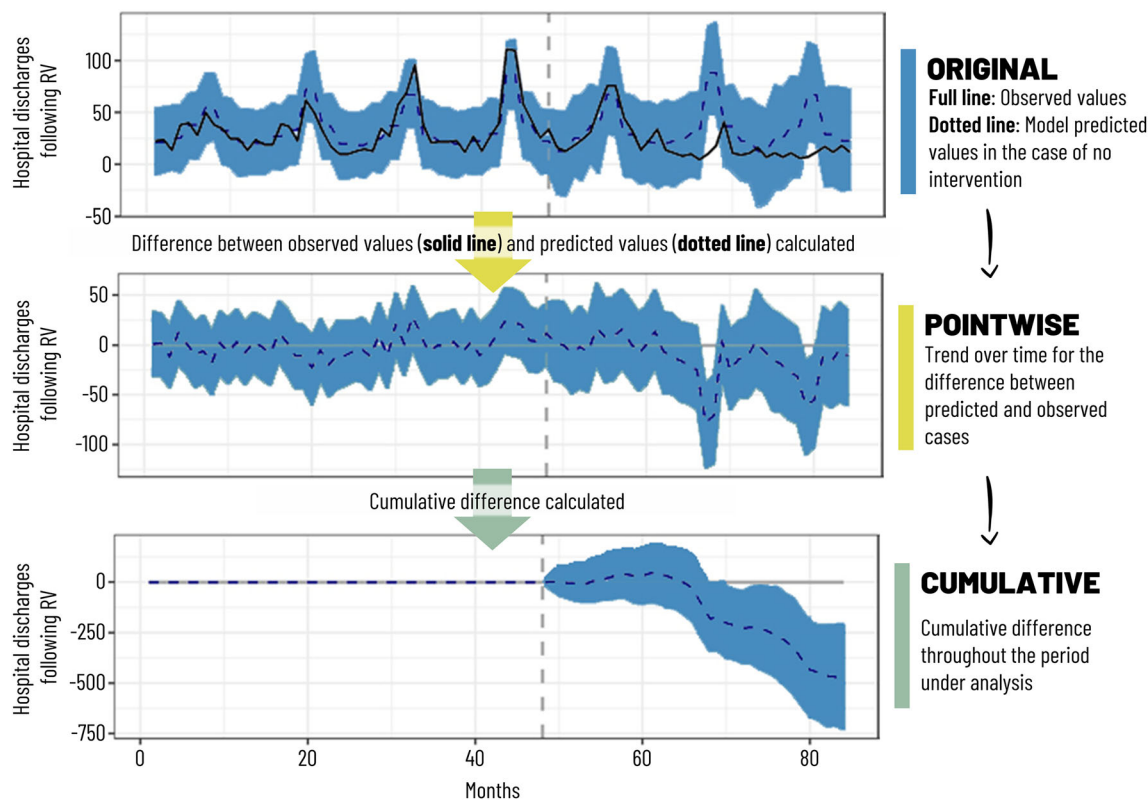 Hospital discharges
following RV
100
50
0
-50
ORIGINAL
Full line: Observed values
Dotted line: Model predicted
values in the case of no
intervention
Difference between observed values (solid line) and predicted values (dotted line) calculated
Hospital discharges
following RV
50
0
-50
-100
POINTWISE
Trend over time for the
difference between
predicted and observed
cases
Cumulative difference calculated
Hospital discharges
following RV
0
-250
-500
-750
0
20
40
60
80
Months
CUMULATIVE
Cumulative difference
throughout the period
under analysis